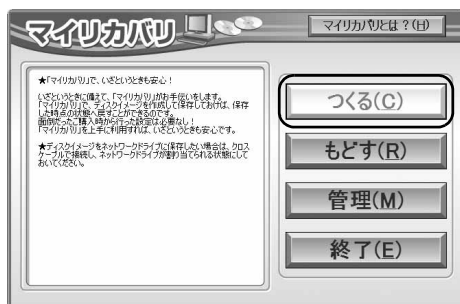 マイリカバリ
マイリカバリとは？(H)
★「マイリカバリ」で、いざというときも安心！
いざというときに備えて、「マイリカバリ」がお手伝いをします。
「マイリカバリ」で、ディスクイメージを作成して保存しておけば、保存
した時点の状態へ戻すことができるのです。
面倒だったご購入時から行った設定は必要なし！
「マイリカバリ」を上手に利用すれば、いざというときも安心です。
★ディスクイメージをネットワークドライブに保存したい場合は、クロス
ケーブルで接続し、ネットワークドライブが割り当てられる状態にして
おいてください。
つくる(C)
もどす(R)
管理(M)
終了(E)